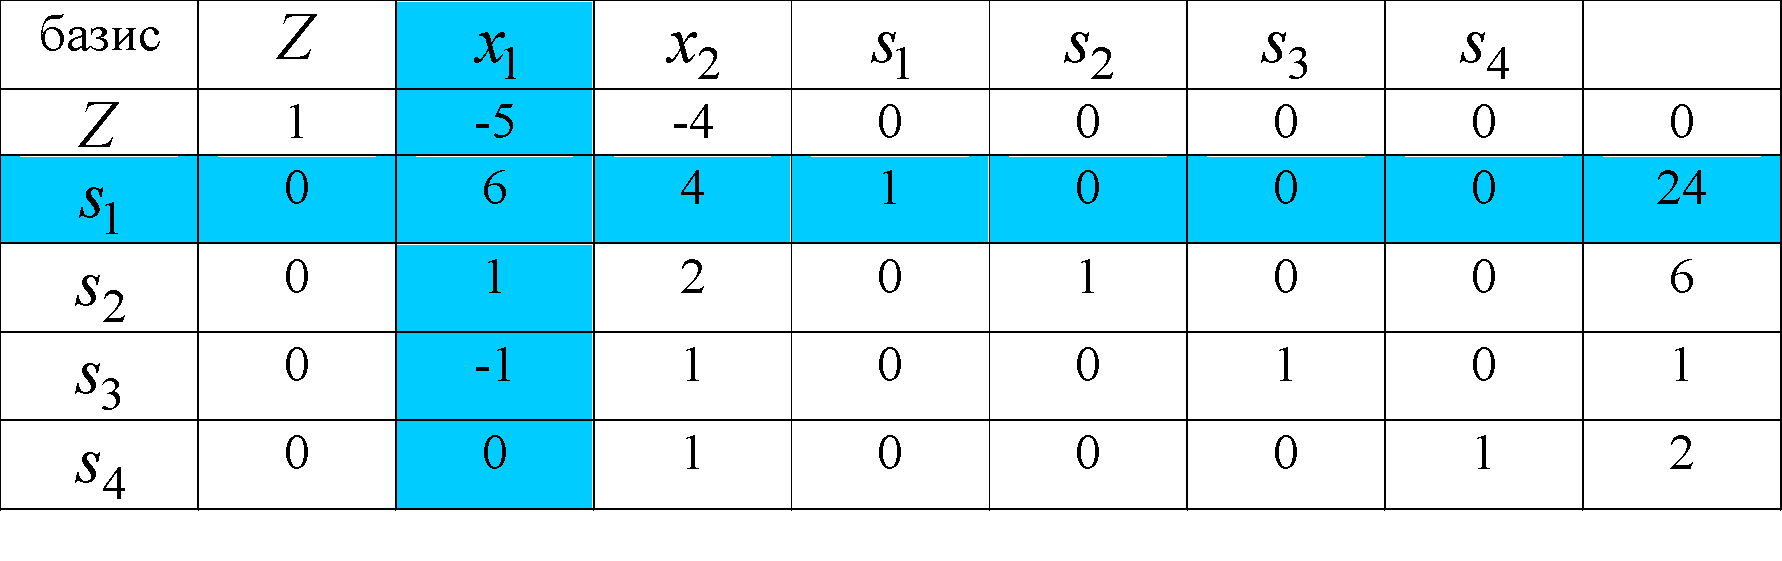 базис Z x₁ x₂ s₁ s₂ s₃ s₄
Z 1 -5 -4 0 0 0 0 0
s₁ 0 6 4 1 0 0 0 24
s₂ 0 1 2 0 1 0 0 6
s₃ 0 -1 1 0 0 1 0 1
s₄ 0 0 1 0 0 0 1 2